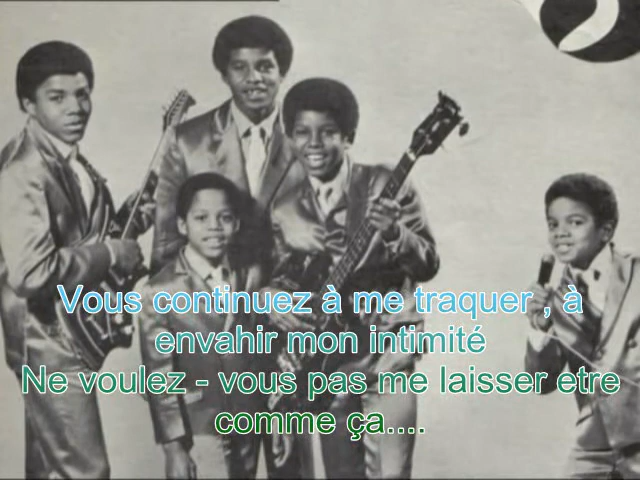 Vous continuez à me traquer , à
envahir mon intimité
Ne voulez - vous pas me laisser etre
comme ça....